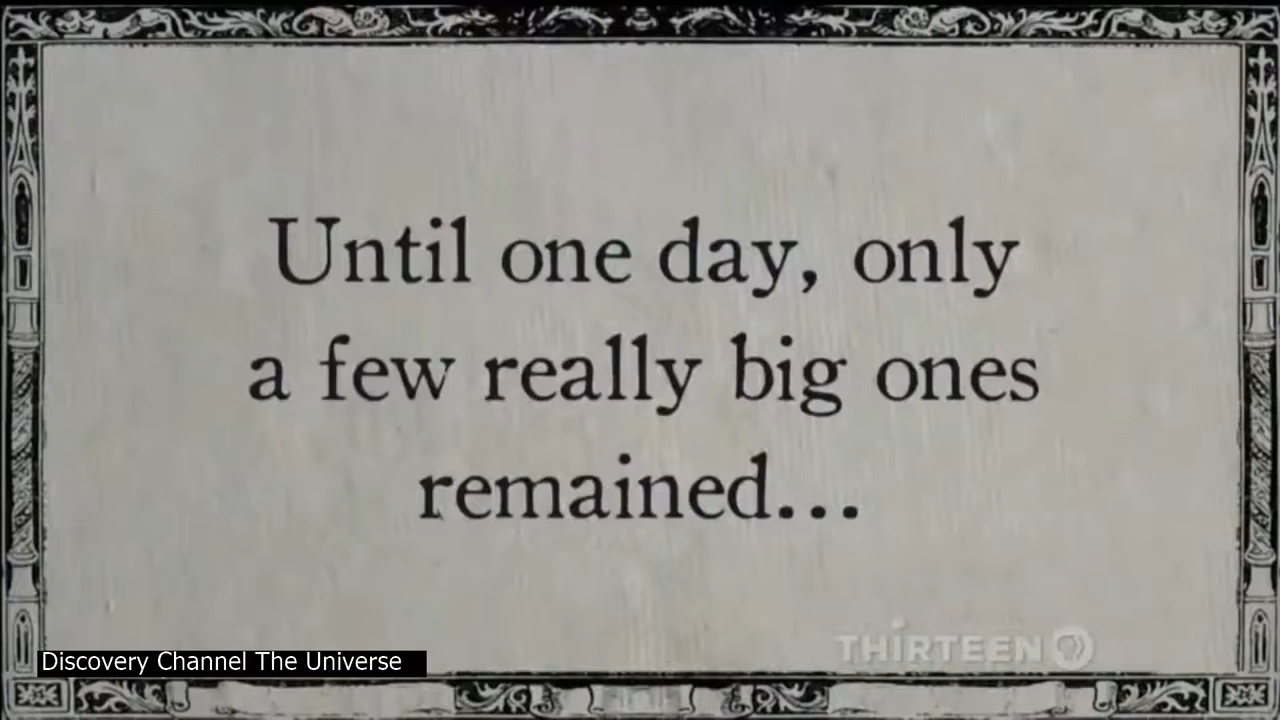 Until one day, only
a few really big ones
remained...
THiRTEEN
Discovery Channel The Universe